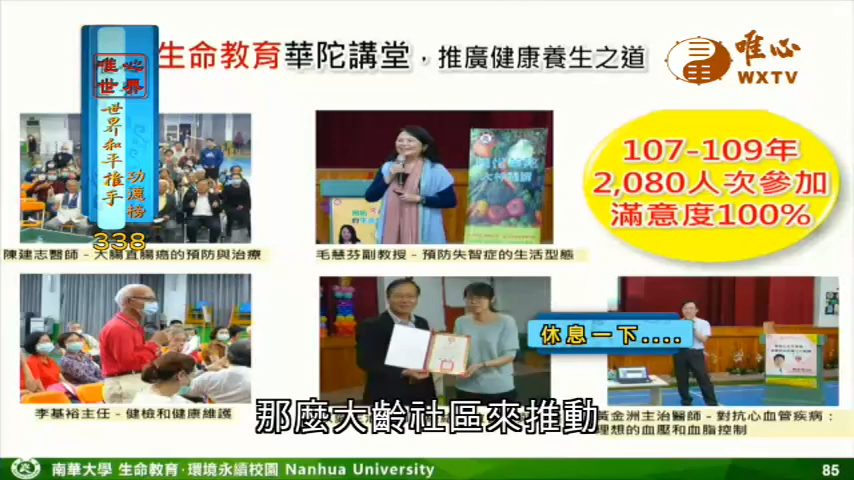 生命教育華陀講堂，推廣健康養生之道
唯心
WXTV
唯心
世界
世界和平推手
功德榜
338
107-109年
2,080人次參加
滿意度100%
陳建志醫師－大腸直腸癌的預防與治療
毛慧芬副教授－預防失智症的生活型態
休息一下....
李基裕主任－健檢和健康維護
黃金洲主治醫師－對抗心血管疾病：
理想的血壓和血脂控制
那麼大齡社區來推動
南華大學 生命教育·環境永續校園 Nanhua University
85